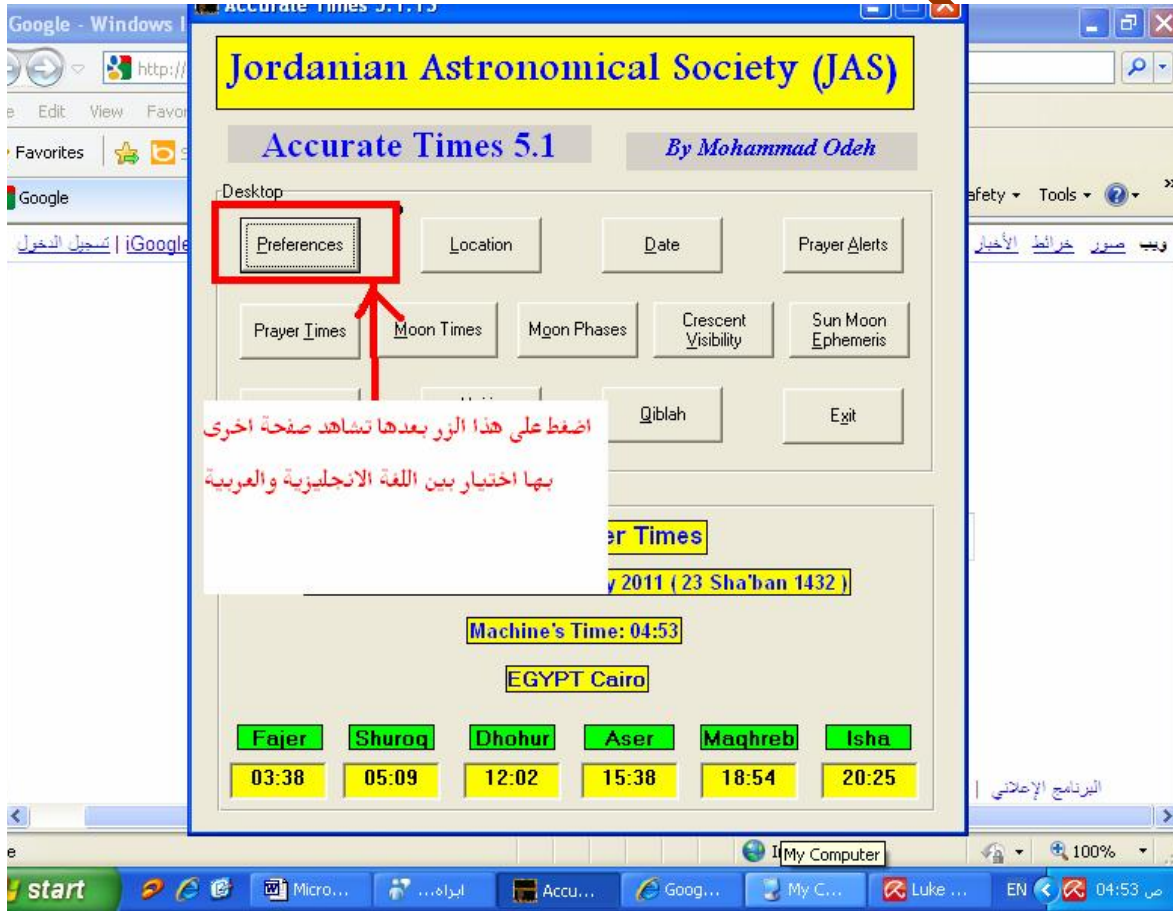 Accurate Times 5.1.13
Google - Windows I
http://
Edit View Favor
Favorites
Google
afety Tools
Jordanian Astronomical Society (JAS)
Accurate Times 5.1
By Mohammad Odeh
Desktop
Preferences Location Date Prayer Alerts
iGoogle | تسجيل الدخول
ويب صور خرائط الأخبار
Prayer Times Moon Times Moon Phases Crescent Visibility Sun Moon Ephemeris
Qiblah Exit
اضغط على هذا الزر بعدها تشاهد صفحة اخرى
بها اختيار بين اللغة الانجليزية والعربية
er Times
y 2011 ( 23 Sha'ban 1432 )
Machine's Time: 04:53
EGYPT Cairo
Fajer Shuroq Dhohur Aser Maghreb Isha
03:38 05:09 12:02 15:38 18:54 20:25
البرنامج الإعلاني |
My Computer
100%
start Micro... ابراه... Accu... Goog... My C... Luke ... EN 04:53 ص